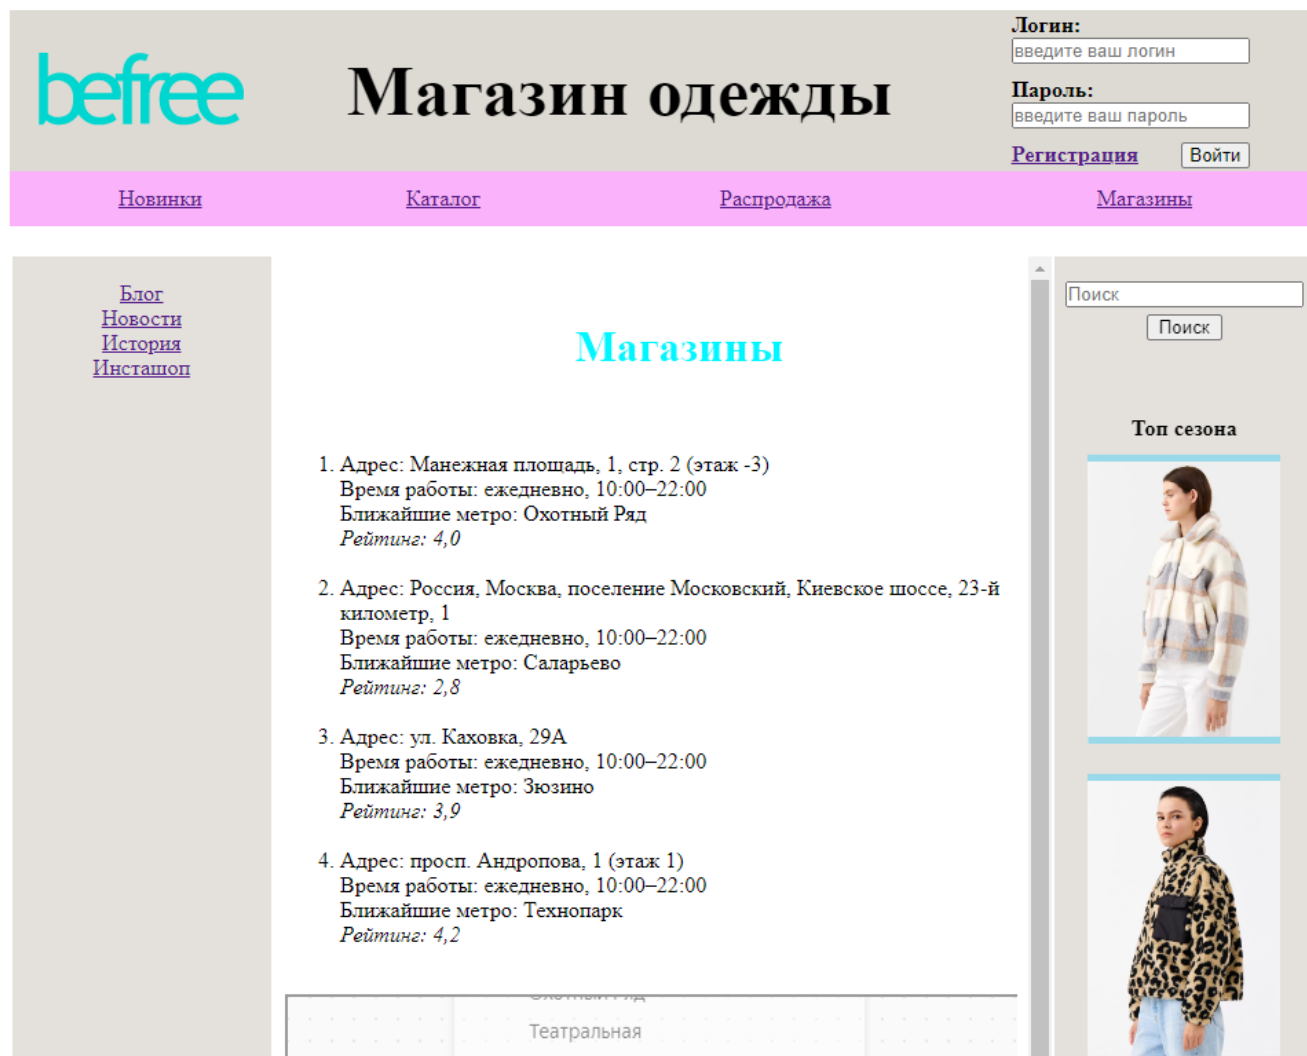 befree
Магазин одежды
Логин:
введите ваш логин
Пароль:
введите ваш пароль
Регистрация
Войти
Новинки
Каталог
Распродажа
Магазины
Блог
Новости
История
Инсташоп
Магазины
1. Адрес: Манежная площадь, 1, стр. 2 (этаж -3)
Время работы: ежедневно, 10:00–22:00
Ближайшие метро: Охотный Ряд
Рейтинг: 4,0
2. Адрес: Россия, Москва, поселение Московский, Киевское шоссе, 23-й
километр, 1
Время работы: ежедневно, 10:00–22:00
Ближайшие метро: Саларьево
Рейтинг: 2,8
3. Адрес: ул. Каховка, 29А
Время работы: ежедневно, 10:00–22:00
Ближайшие метро: Зюзино
Рейтинг: 3,9
4. Адрес: просп. Андропова, 1 (этаж 1)
Время работы: ежедневно, 10:00–22:00
Ближайшие метро: Технопарк
Рейтинг: 4,2
Охотный Ряд
Театральная
Поиск
Поиск
Топ сезона